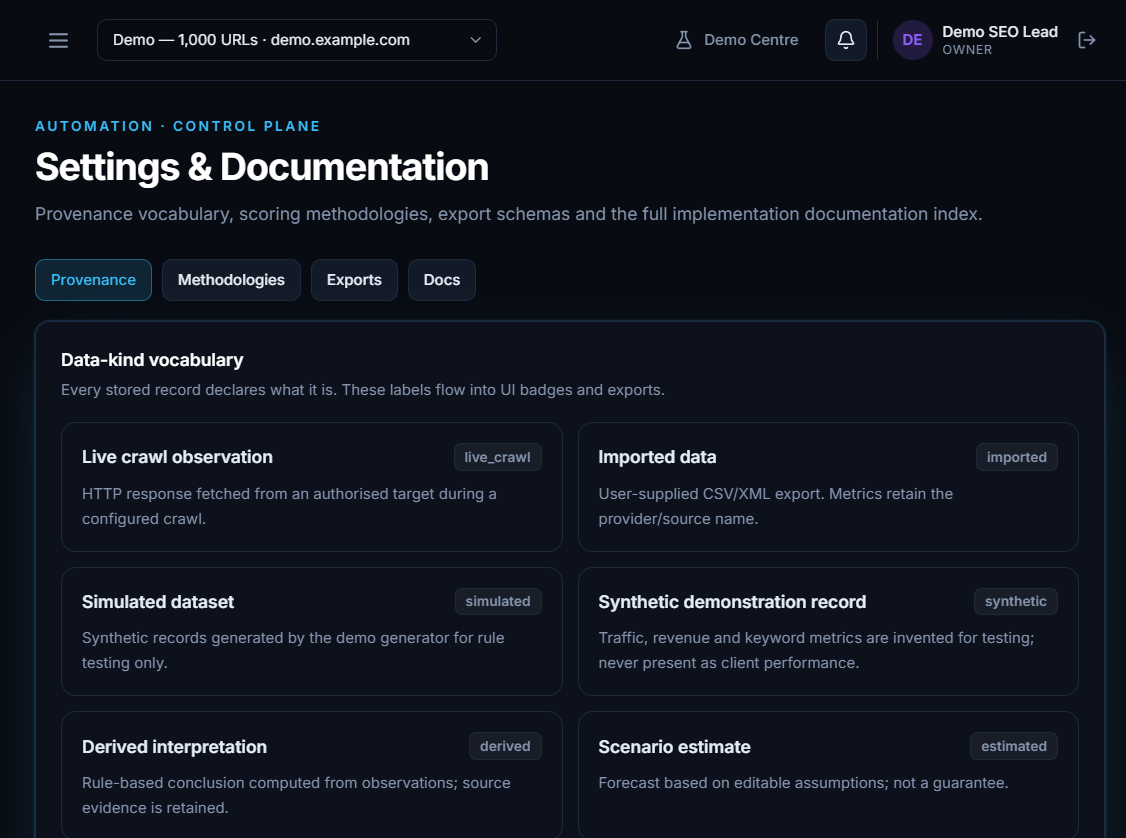 Demo — 1,000 URLs · demo.example.com
Demo Centre
DE
Demo SEO Lead
OWNER
AUTOMATION · CONTROL PLANE
Settings & Documentation
Provenance vocabulary, scoring methodologies, export schemas and the full implementation documentation index.
Provenance
Methodologies
Exports
Docs
Data-kind vocabulary
Every stored record declares what it is. These labels flow into UI badges and exports.
Live crawl observation
live_crawl
HTTP response fetched from an authorised target during a
configured crawl.
Imported data
imported
User-supplied CSV/XML export. Metrics retain the
provider/source name.
Simulated dataset
simulated
Synthetic records generated by the demo generator for rule
testing only.
Synthetic demonstration record
synthetic
Traffic, revenue and keyword metrics are invented for testing;
never present as client performance.
Derived interpretation
derived
Rule-based conclusion computed from observations; source
evidence is retained.
Scenario estimate
estimated
Forecast based on editable assumptions; not a guarantee.